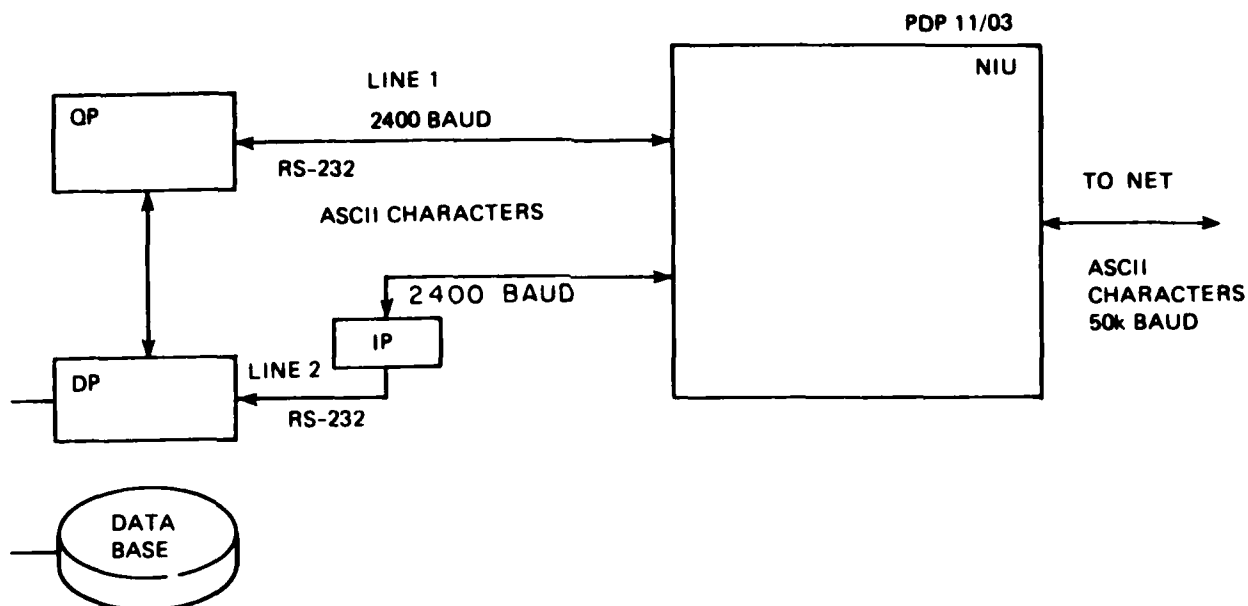 PDP 11/03
NIU
LINE 1
2400 BAUD
QP
RS-232
ASCII CHARACTERS
TO NET
ASCII
CHARACTERS
50k BAUD
2400 BAUD
IP
LINE 2
DP
RS-232
DATA
BASE